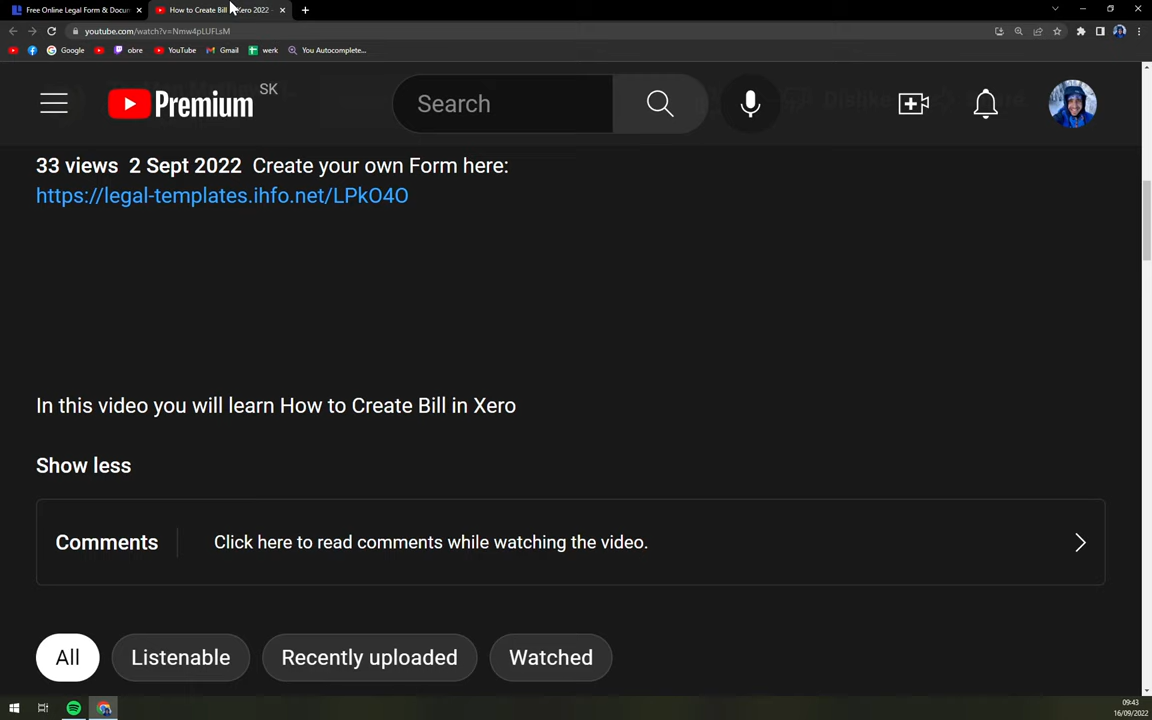 Free Online Legal Form & Docum
How to Create Bill Xero 2022 -
youtube.com/watch?v=Nmw4pLUFLsM
Google
obre
YouTube
Gmail
werk
You Autocomplete...
Premium
SK
Search
Dislike
33 views 2 Sept 2022 Create your own Form here:
https://legal-templates.ihfo.net/LPkO4O
In this video you will learn How to Create Bill in Xero
Show less
Comments
Click here to read comments while watching the video.
All
Listenable
Recently uploaded
Watched
09:43
16/09/2022